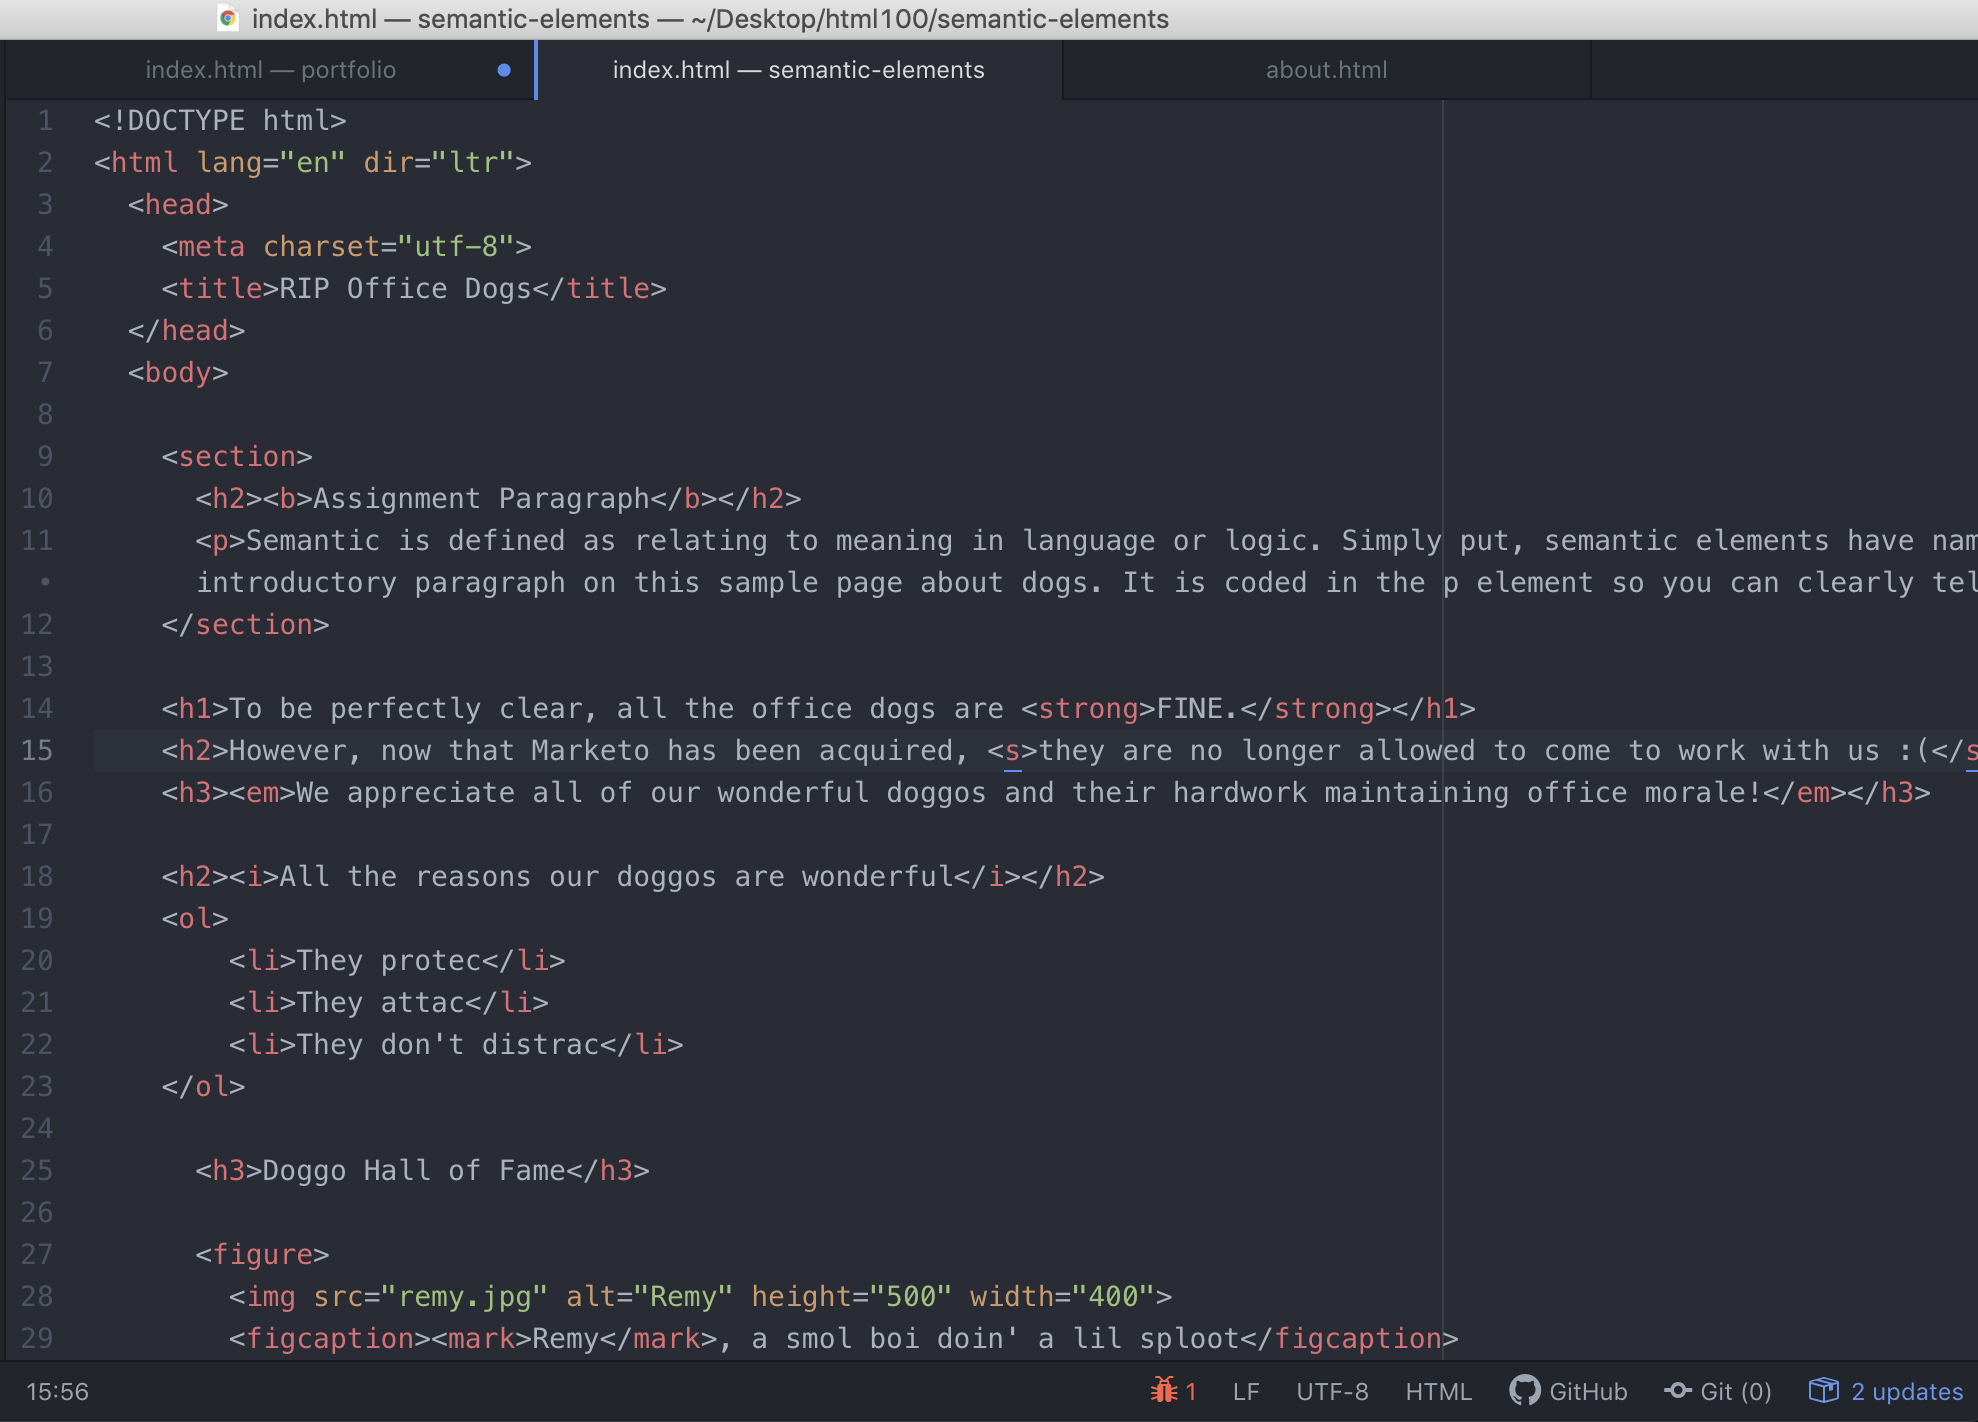 index.html — semantic-elements — ~/Desktop/html100/semantic-elements
index.html — portfolio
index.html — semantic-elements
about.html
1 <!DOCTYPE html>
2 <html lang="en" dir="ltr">
3 <head>
4 <meta charset="utf-8">
5 <title>RIP Office Dogs</title>
6 </head>
7 <body>
8
9 <section>
10 <h2><b>Assignment Paragraph</b></h2>
11 <p>Semantic is defined as relating to meaning in language or logic. Simply put, semantic elements have nam
• introductory paragraph on this sample page about dogs. It is coded in the p element so you can clearly tel
12 </section>
13
14 <h1>To be perfectly clear, all the office dogs are <strong>FINE.</strong></h1>
15 <h2>However, now that Marketo has been acquired, <s>they are no longer allowed to come to work with us :(</s
16 <h3><em>We appreciate all of our wonderful doggos and their hardwork maintaining office morale!</em></h3>
17
18 <h2><i>All the reasons our doggos are wonderful</i></h2>
19 <ol>
20 <li>They protec</li>
21 <li>They attac</li>
22 <li>They don't distrac</li>
23 </ol>
24
25 <h3>Doggo Hall of Fame</h3>
26
27 <figure>
28 <img src="remy.jpg" alt="Remy" height="500" width="400">
29 <figcaption><mark>Remy</mark>, a smol boi doin' a lil sploot</figcaption>
15:56 1 LF UTF-8 HTML GitHub Git (0) 2 updates